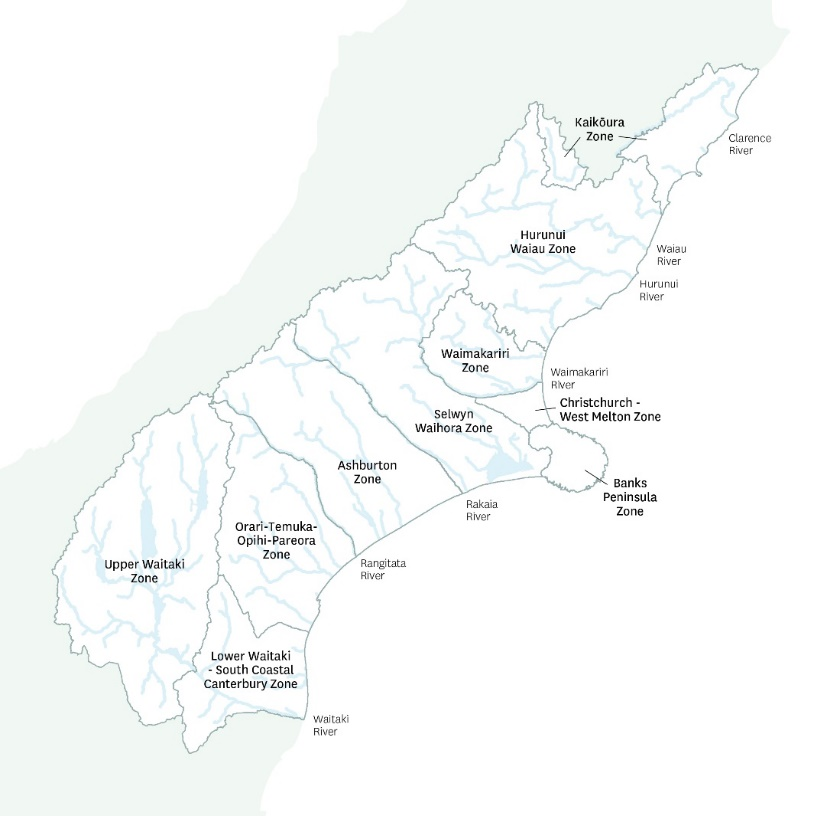 Kaikōura
Zone
Clarence
River
Hurunui
Waiau Zone
Waiau
River
Hurunui
River
Waimakariri
Zone
Waimakariri
River
Christchurch -
West Melton Zone
Selwyn
Waihora Zone
Ashburton
Zone
Banks
Peninsula
Zone
Rakaia
River
Orari-Temuka-
Opihi-Pareora
Zone
Rangitata
River
Upper Waitaki
Zone
Lower Waitaki
- South Coastal
Canterbury Zone
Waitaki
River